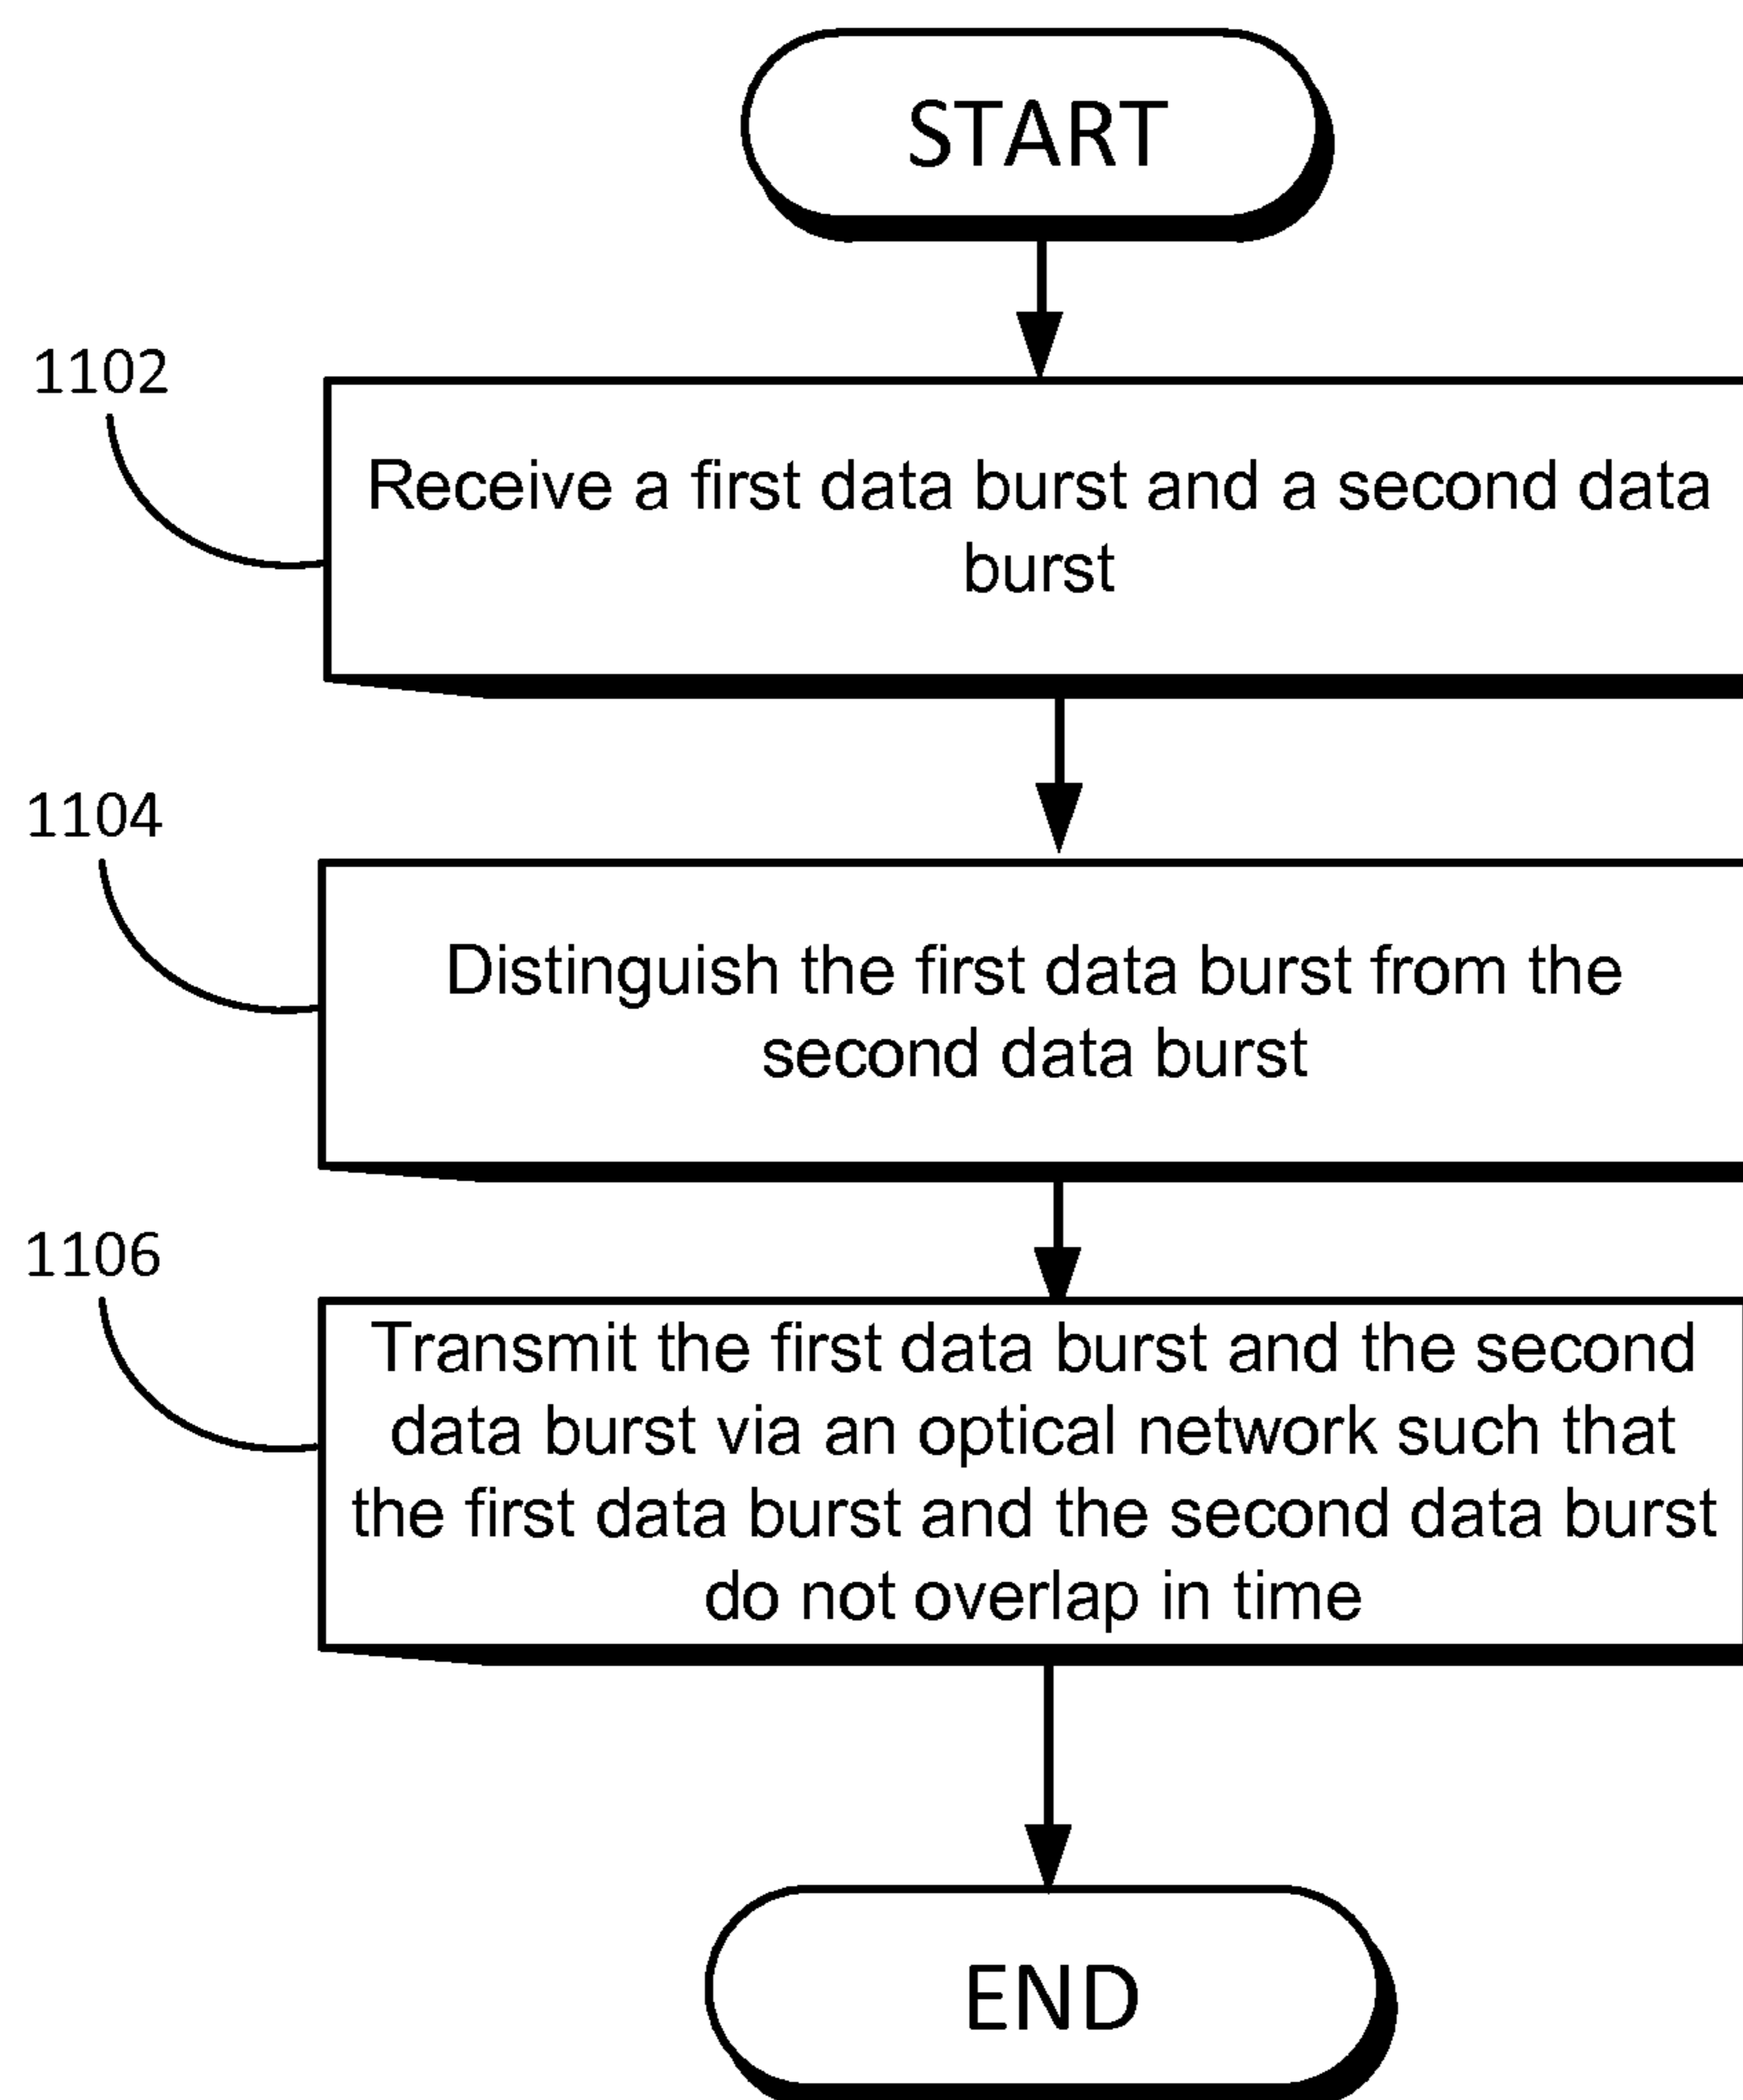 START
1102
Receive a first data burst and a second data
burst
1104
Distinguish the first data burst from the
second data burst
1106
Transmit the first data burst and the second
data burst via an optical network such that
the first data burst and the second data burst
do not overlap in time
END